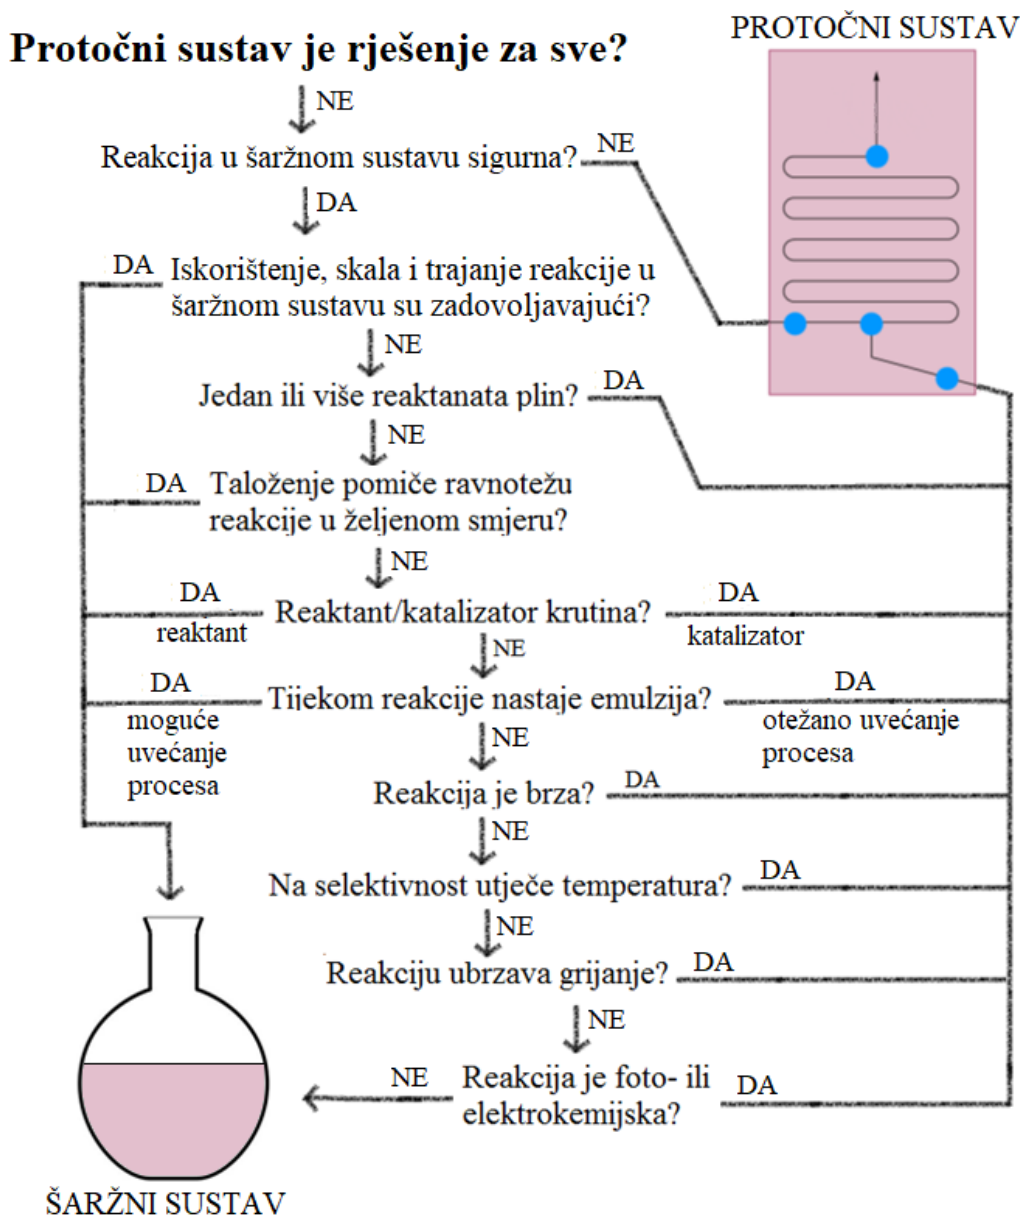 PROTOČNI SUSTAV
Protočni sustav je rješenje za sve?
NE
Reakcija u šaržnom sustavu sigurna?
NE
DA
DA
Iskorištenje, skala i trajanje reakcije u
šaržnom sustavu su zadovoljavajući?
NE
Jedan ili više reaktanata plin?
DA
NE
DA
Taloženje pomiče ravnotežu
reakcije u željenom smjeru?
NE
DA
reaktant
Reaktant/katalizator krutina?
DA
katalizator
NE
DA
moguće
uvećanje
procesa
Tijekom reakcije nastaje emulzija?
DA
otežano uvećanje
procesa
NE
Reakcija je brza?
DA
NE
Na selektivnost utječe temperatura?
DA
NE
Reakciju ubrzava grijanje?
DA
NE
NE
Reakcija je foto- ili
elektrokemijska?
DA
ŠARŽNI SUSTAV